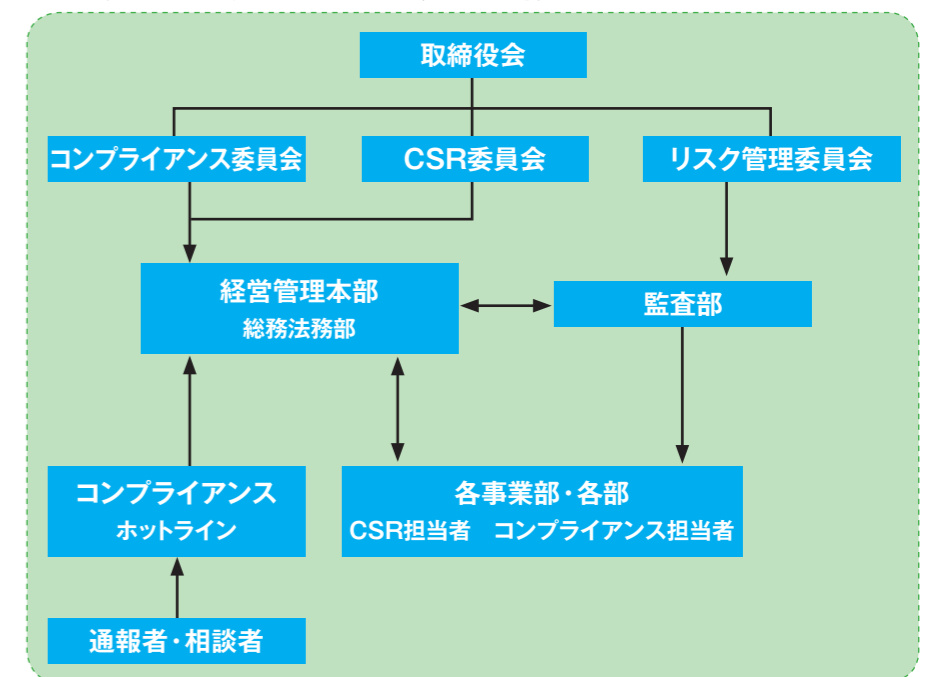 取締役会
コンプライアンス委員会
CSR委員会
リスク管理委員会
経営管理本部
総務法務部
監査部
コンプライアンス
ホットライン
各事業部・各部
CSR担当者　コンプライアンス担当者
通報者・相談者